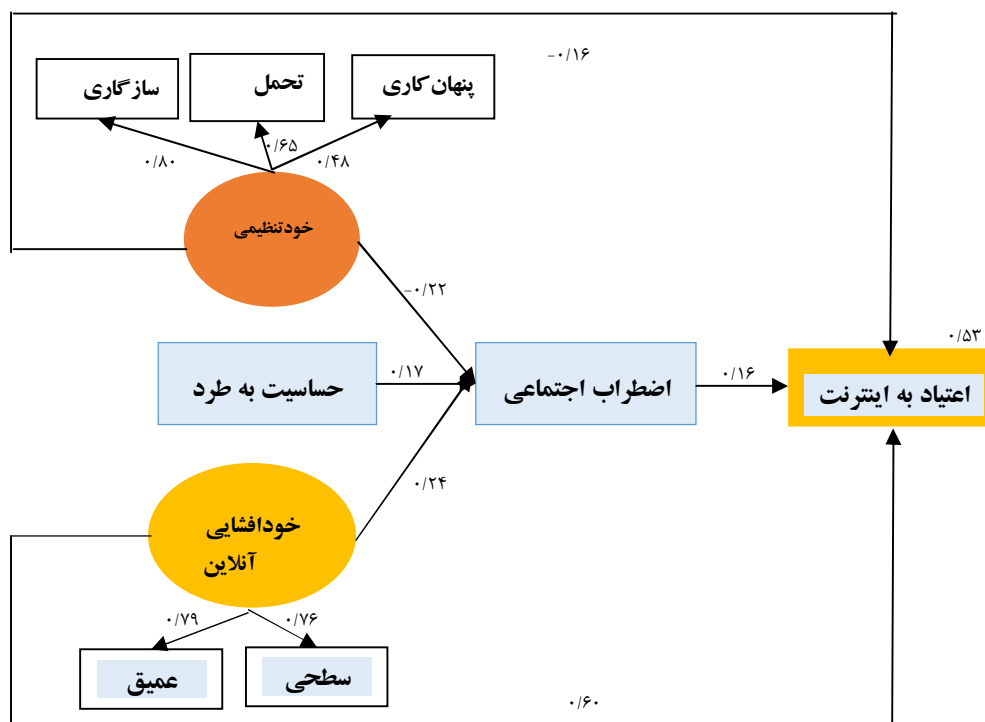 -۰/۱۶
پنهان کاری
تحمل
سازگاری
۰/۴۸
۰/۶۵
۰/۸۰
خودتنظیمی
-۰/۲۲
۰/۵۳
حساسیت به طرد
۰/۱۷
اضطراب اجتماعی
۰/۱۶
اعتیاد به اینترنت
۰/۲۴
خودافشایی
آنلاین
۰/۷۶
۰/۷۹
سطحی
عمیق
۰/۶۰